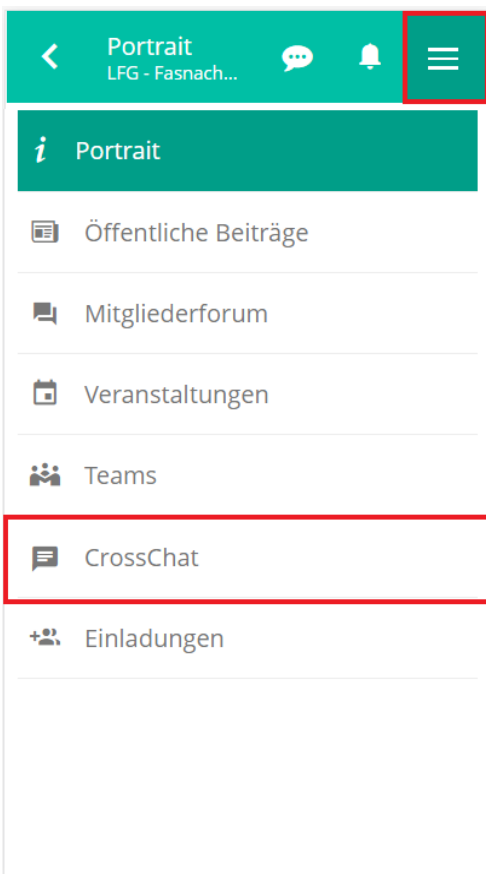 Portrait
LFG - Fasnach...
Portrait
Öffentliche Beiträge
Mitgliederforum
Veranstaltungen
Teams
CrossChat
Einladungen